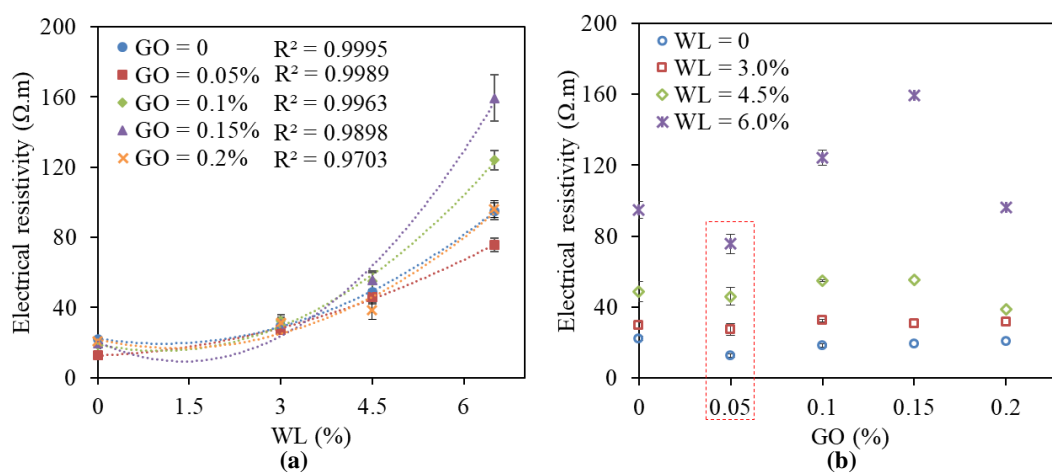 200
160
120
80
40
0
Electrical resistivity (Ω.m)
GO = 0 R² = 0.9995
GO = 0.05% R² = 0.9989
GO = 0.1% R² = 0.9963
GO = 0.15% R² = 0.9898
GO = 0.2% R² = 0.9703
0 1.5 3 4.5 6
WL (%)
(a)
200
160
120
80
40
0
Electrical resistivity (Ω.m)
WL = 0
WL = 3.0%
WL = 4.5%
WL = 6.0%
0 0.05 0.1 0.15 0.2
GO (%)
(b)